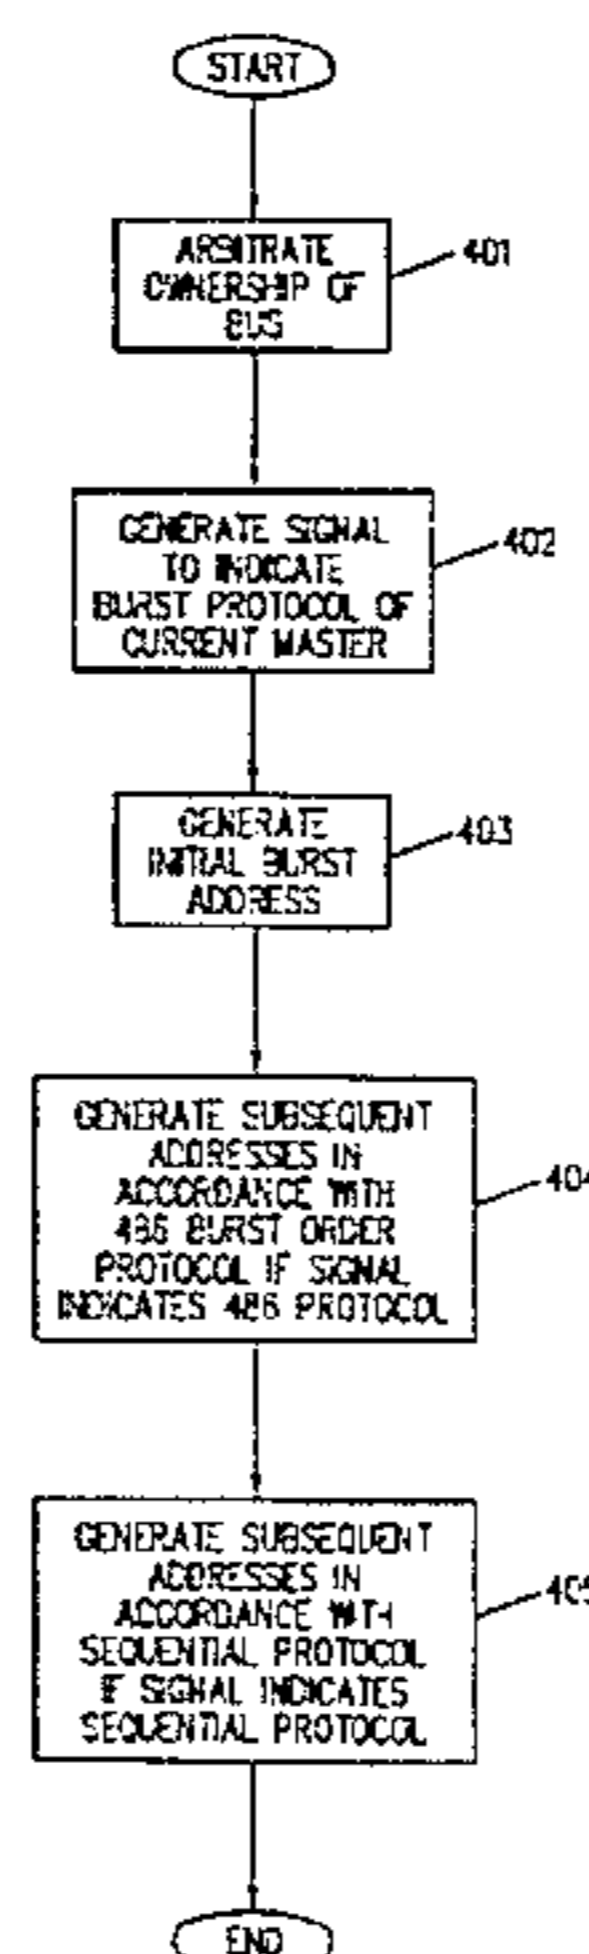 START
ARBITRATE
OWNERSHIP OF
BUS
401
GENERATE SIGNAL
TO INDICATE
BURST PROTOCOL OF
CURRENT MASTER
402
GENERATE
INITIAL BURST
ADDRESS
403
GENERATE SUBSEQUENT
ADDRESSES IN
ACCORDANCE WITH
486 BURST ORDER
PROTOCOL IF SIGNAL
INDICATES 486 PROTOCOL
404
GENERATE SUBSEQUENT
ADDRESSES IN
ACCORDANCE WITH
SEQUENTIAL PROTOCOL
IF SIGNAL INDICATES
SEQUENTIAL PROTOCOL
405
END